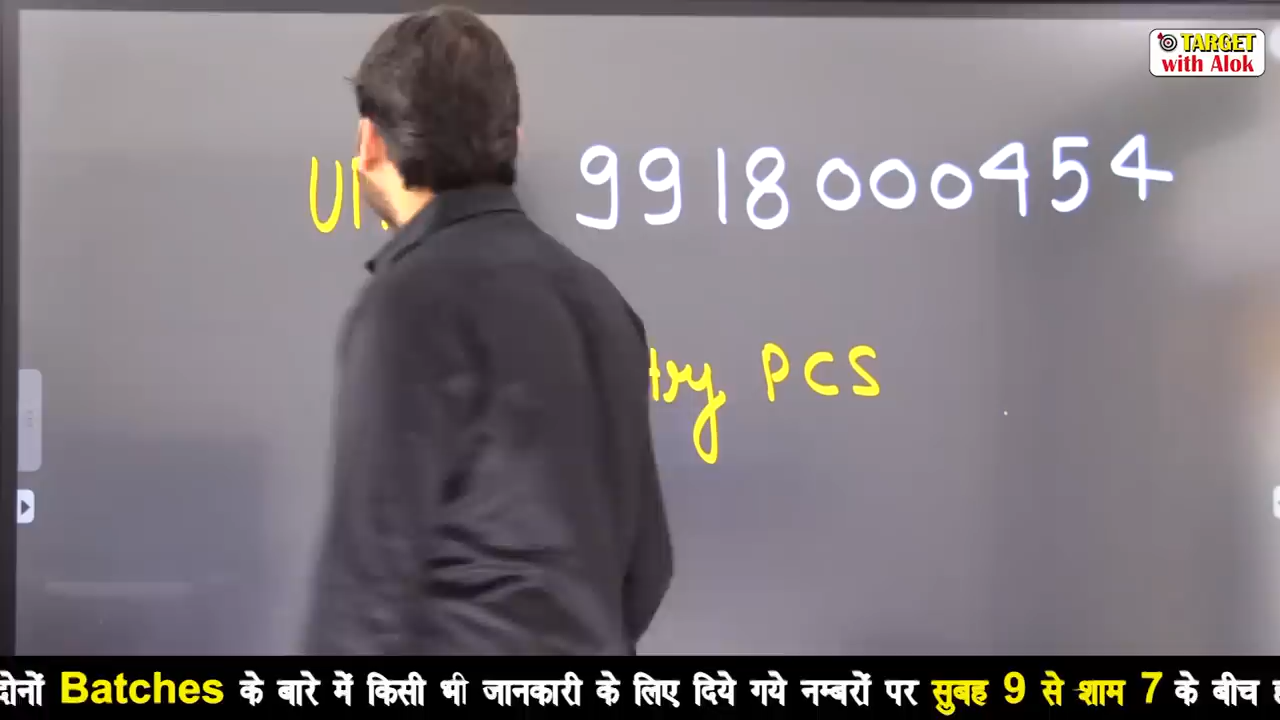 TARGET
with Alok
9918000454
PCS
दोनों Batches के बारे में किसी भी जानकारी के लिए दिये गये नम्बरों पर सुबह 9 से शाम 7 के बीच